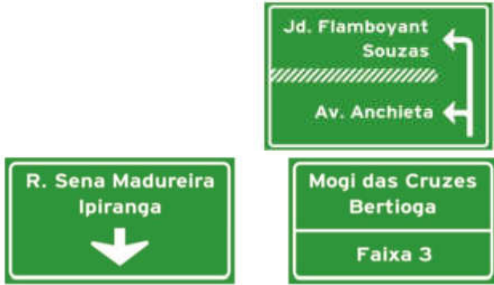 Jd. Flamboyant
Souzas
Av. Anchieta
R. Sena Madureira
Ipiranga
Mogi das Cruzes
Bertioga
Faixa 3